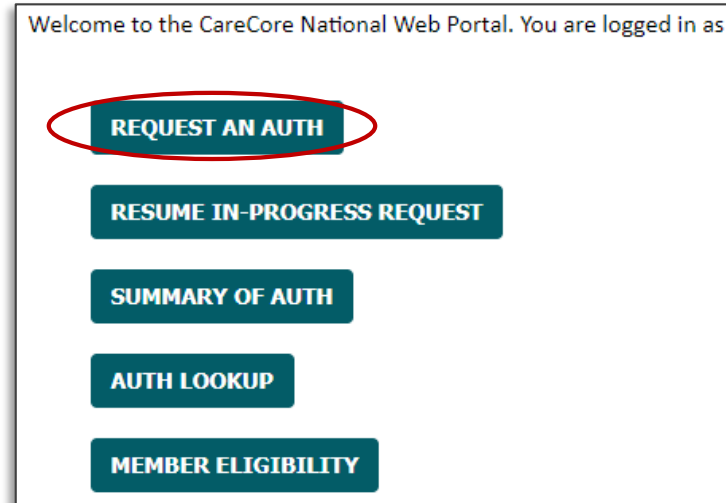 Welcome to the CareCore National Web Portal. You are logged in as
REQUEST AN AUTH
RESUME IN-PROGRESS REQUEST
SUMMARY OF AUTH
AUTH LOOKUP
MEMBER ELIGIBILITY